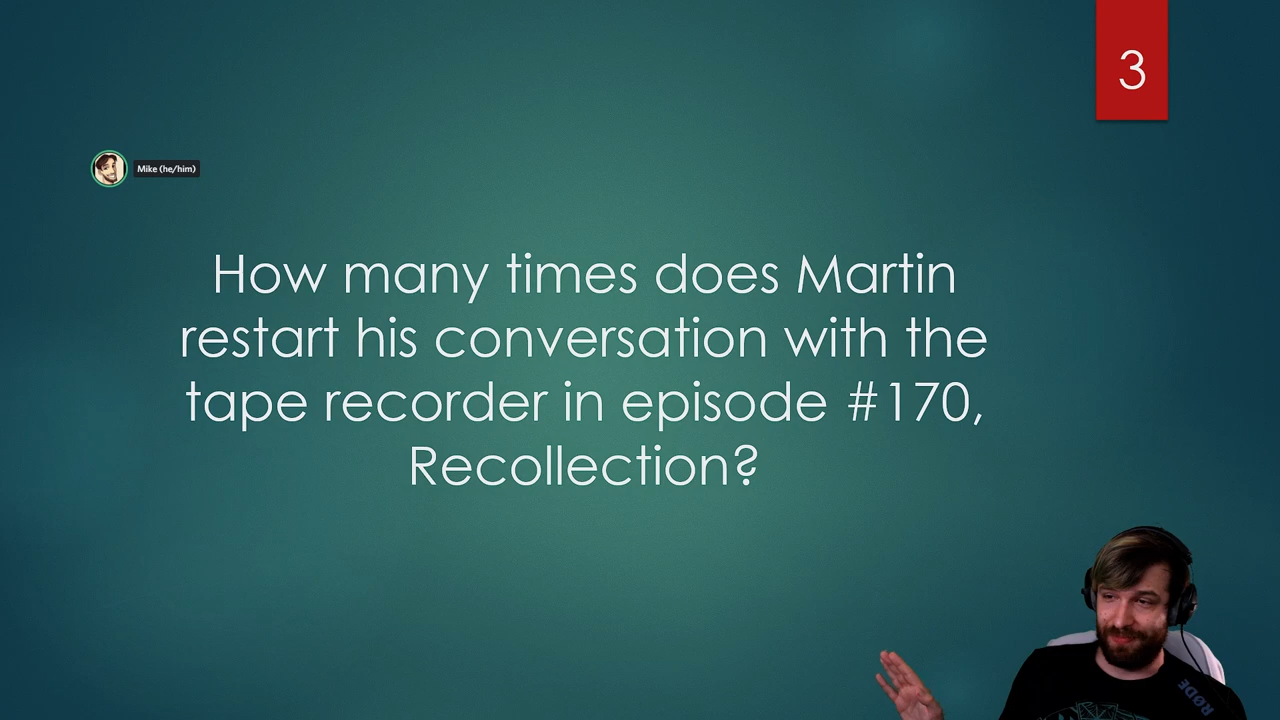 3
Mike (he/him)
How many times does Martin
restart his conversation with the
tape recorder in episode #170,
Recollection?
RØDE